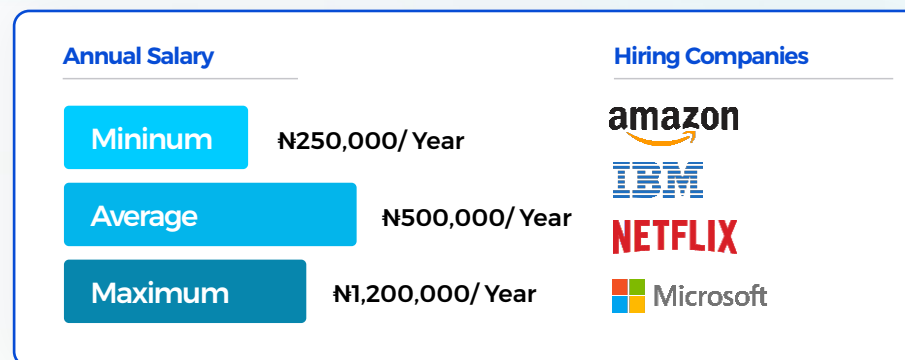 Annual Salary
Mininum
₦250,000/ Year
Average
₦500,000/ Year
Maximum
₦1,200,000/ Year
Hiring Companies
amazon
IBM
NETFLIX
Microsoft